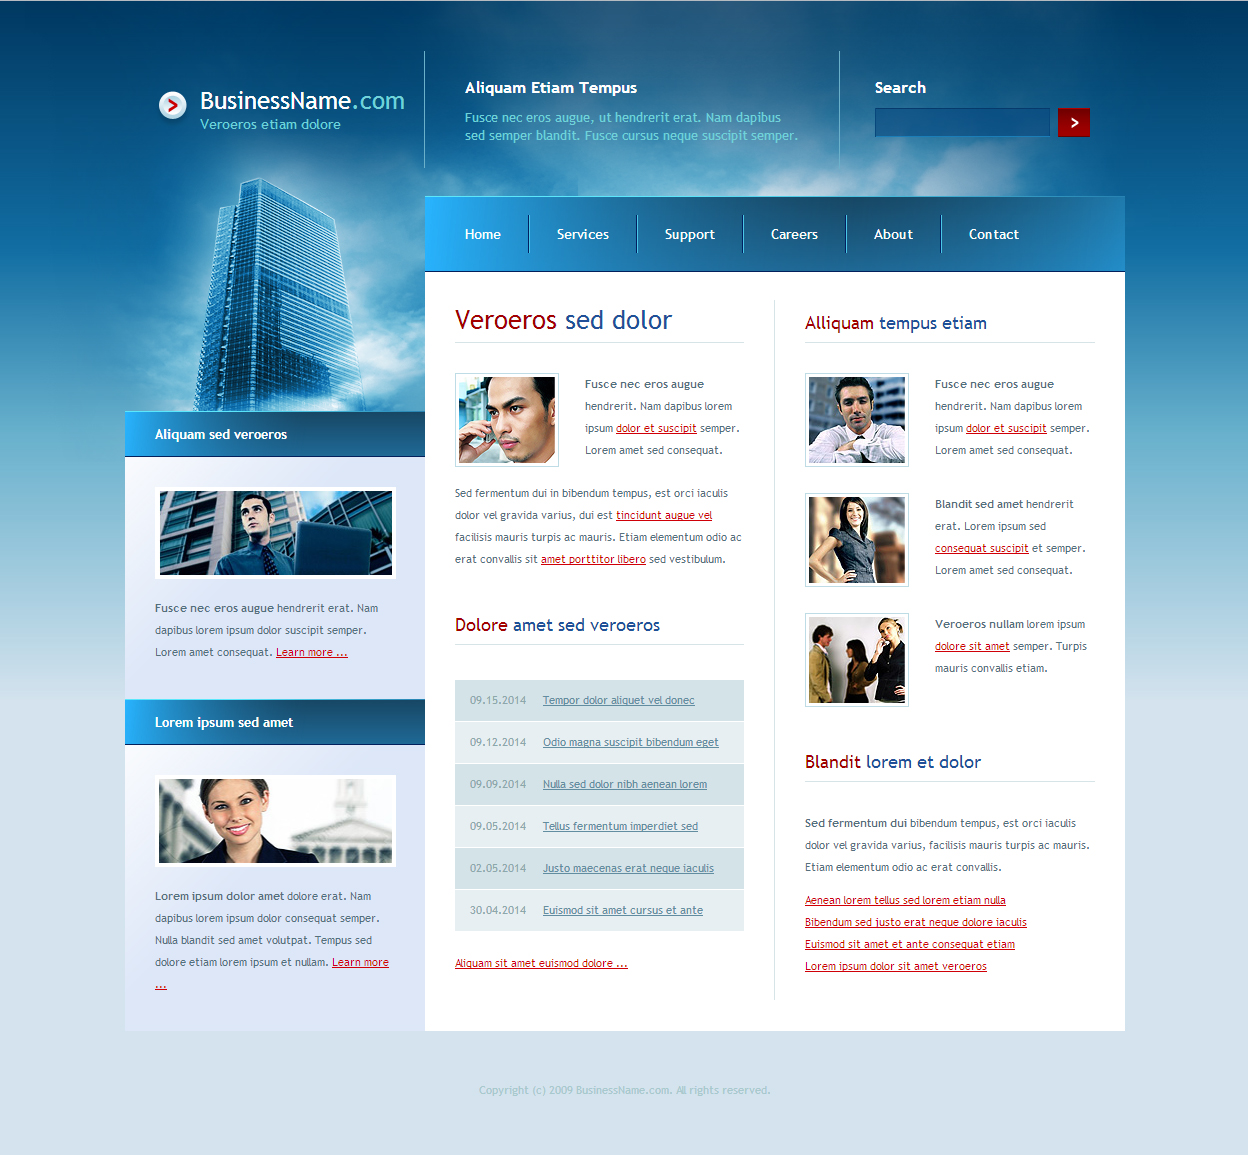 BusinessName.com
Veroeros etiam dolore
Aliquam Etiam Tempus
Fusce nec eros augue, ut hendrerit erat. Nam dapibus
sed semper blandit. Fusce cursus neque suscipit semper.
Search
Home Services Support Careers About Contact
Aliquam sed veroeros
Fusce nec eros augue hendrerit erat. Nam
dapibus lorem ipsum dolor suscipit semper.
Lorem amet consequat. Learn more ...
Lorem ipsum sed amet
Lorem ipsum dolor amet dolore erat. Nam
dapibus lorem ipsum dolor consequat semper.
Nulla blandit sed amet volutpat. Tempus sed
dolore etiam lorem ipsum et nullam. Learn more
...
Veroeros sed dolor
Fusce nec eros augue
hendrerit. Nam dapibus lorem
ipsum dolor et suscipit semper.
Lorem amet sed consequat.
Sed fermentum dui in bibendum tempus, est orci iaculis
dolor vel gravida varius, dui est tincidunt augue vel
facilisis mauris turpis ac mauris. Etiam elementum odio ac
erat convallis sit amet porttitor libero sed vestibulum.
Dolore amet sed veroeros
09.15.2014 Tempor dolor aliquet vel donec
09.12.2014 Odio magna suscipit bibendum eget
09.09.2014 Nulla sed dolor nibh aenean lorem
09.05.2014 Tellus fermentum imperdiet sed
02.05.2014 Justo maecenas erat neque iaculis
30.04.2014 Euismod sit amet cursus et ante
Aliquam sit amet euismod dolore ...
Alliquam tempus etiam
Fusce nec eros augue
hendrerit. Nam dapibus lorem
ipsum dolor et suscipit semper.
Lorem amet sed consequat.
Blandit sed amet hendrerit
erat. Lorem ipsum sed
consequat suscipit et semper.
Lorem amet sed consequat.
Veroeros nullam lorem ipsum
dolore sit amet semper. Turpis
mauris convallis etiam.
Blandit lorem et dolor
Sed fermentum dui bibendum tempus, est orci iaculis
dolor vel gravida varius, facilisis mauris turpis ac mauris.
Etiam elementum odio ac erat convallis.
Aenean lorem tellus sed lorem etiam nulla
Bibendum sed justo erat neque dolore iaculis
Euismod sit amet et ante consequat etiam
Lorem ipsum dolor sit amet veroeros
Copyright (c) 2009 BusinessName.com. All rights reserved.